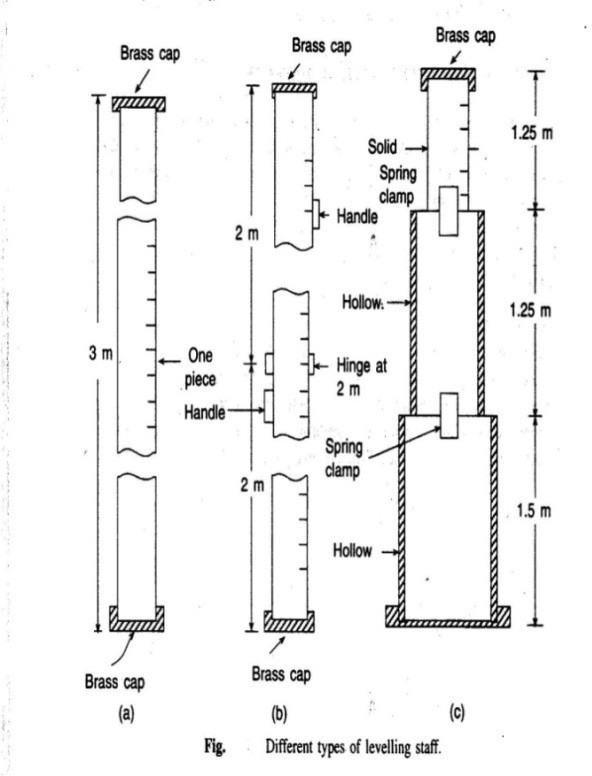 Brass cap
Brass cap
Brass cap
Solid
1.25 m
Spring
clamp
Handle
2 m
Hollow.
1.25 m
3 m
One
piece
Hinge at
2 m
Handle
Spring
clamp
2 m
1.5 m
Hollow
Brass cap
Brass cap
(a)
(b)
(c)
Fig. Different types of levelling staff.